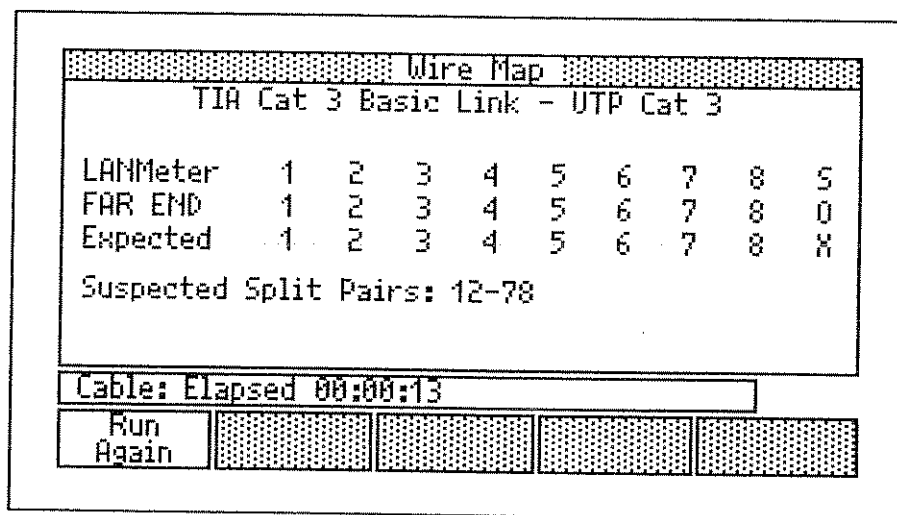 Wire Map
TIA Cat 3 Basic Link - UTP Cat 3
LANMeter 1 2 3 4 5 6 7 8 S
FAR END 1 2 3 4 5 6 7 8 O
Expected 1 2 3 4 5 6 7 8 X
Suspected Split Pairs: 12-78
Cable: Elapsed 00:00:13
Run
Again